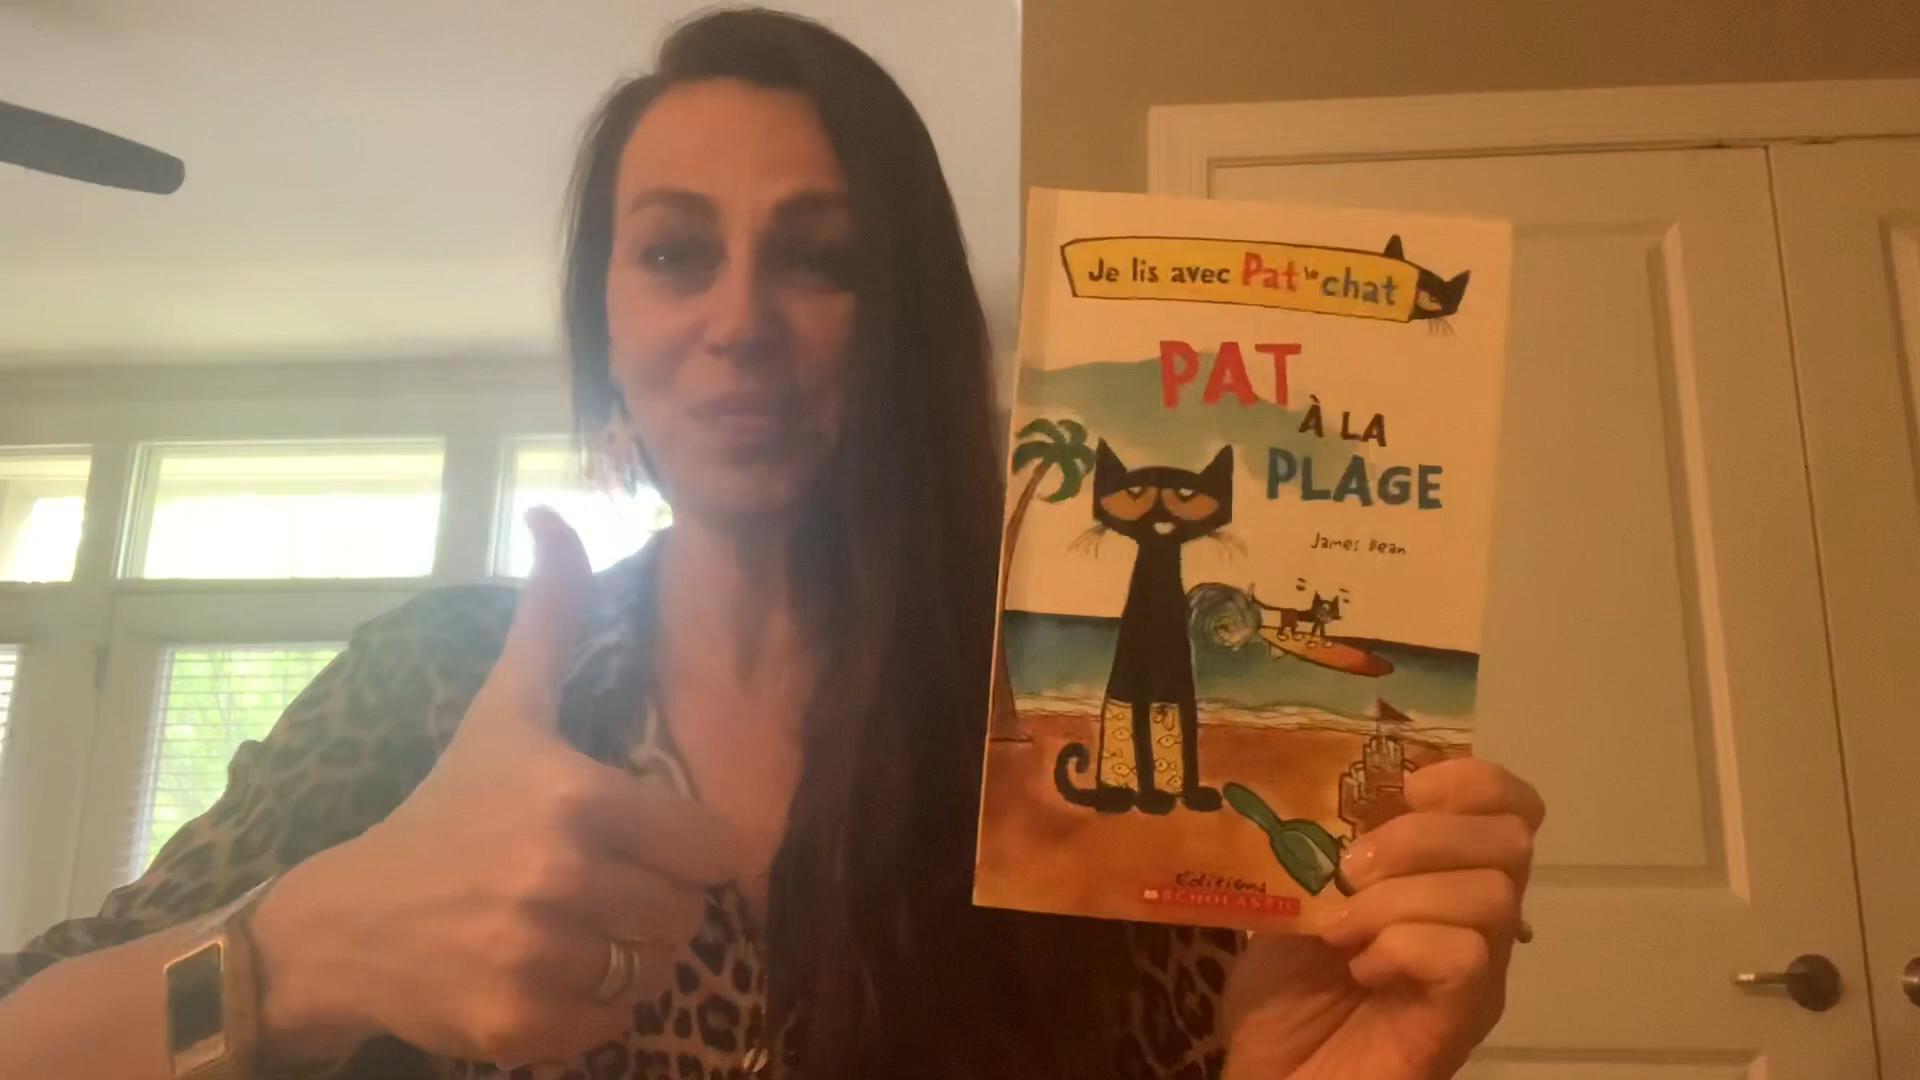 Je lis avec Pat le chat
PAT
À LA
PLAGE
James Dean
Éditions
SCHOLASTIC